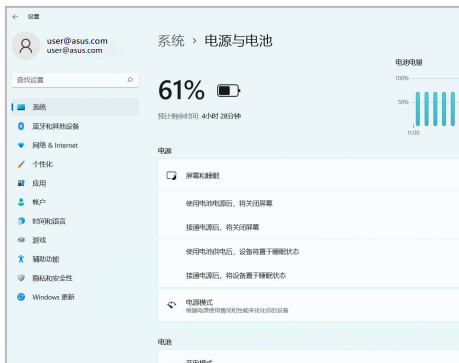 ← 设置
user@asus.com
user@asus.com
查找设置
系统
蓝牙和其他设备
网络 & Internet
个性化
应用
帐户
时间和语言
游戏
辅助功能
隐私和安全性
Windows 更新
系统 › 电源与电池
61%
预计剩余时间: 4小时 28分钟
电池电量
100%
50%
11:00
电源
屏幕和睡眠
使用电池电源后，将关闭屏幕
接通电源后，将关闭屏幕
使用电池供电后，设备将置于睡眠状态
接通电源后，将设备置于睡眠状态
电源模式
根据电源使用情况和性能来优化你的设备
电池
节电模式